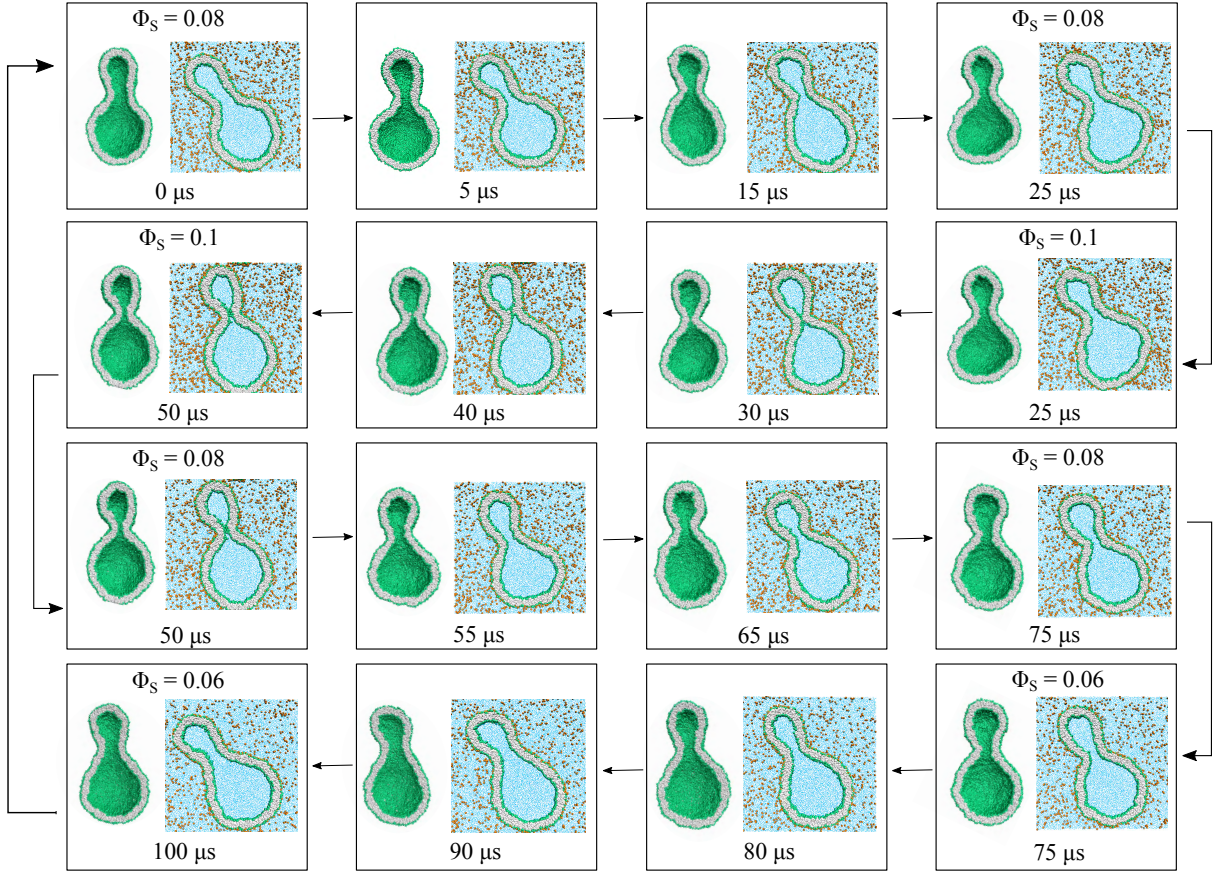 Φ_S = 0.08
0 μs
5 μs
15 μs
Φ_S = 0.08
25 μs
Φ_S = 0.1
50 μs
40 μs
30 μs
Φ_S = 0.1
25 μs
Φ_S = 0.08
50 μs
55 μs
65 μs
Φ_S = 0.08
75 μs
Φ_S = 0.06
100 μs
90 μs
80 μs
Φ_S = 0.06
75 μs